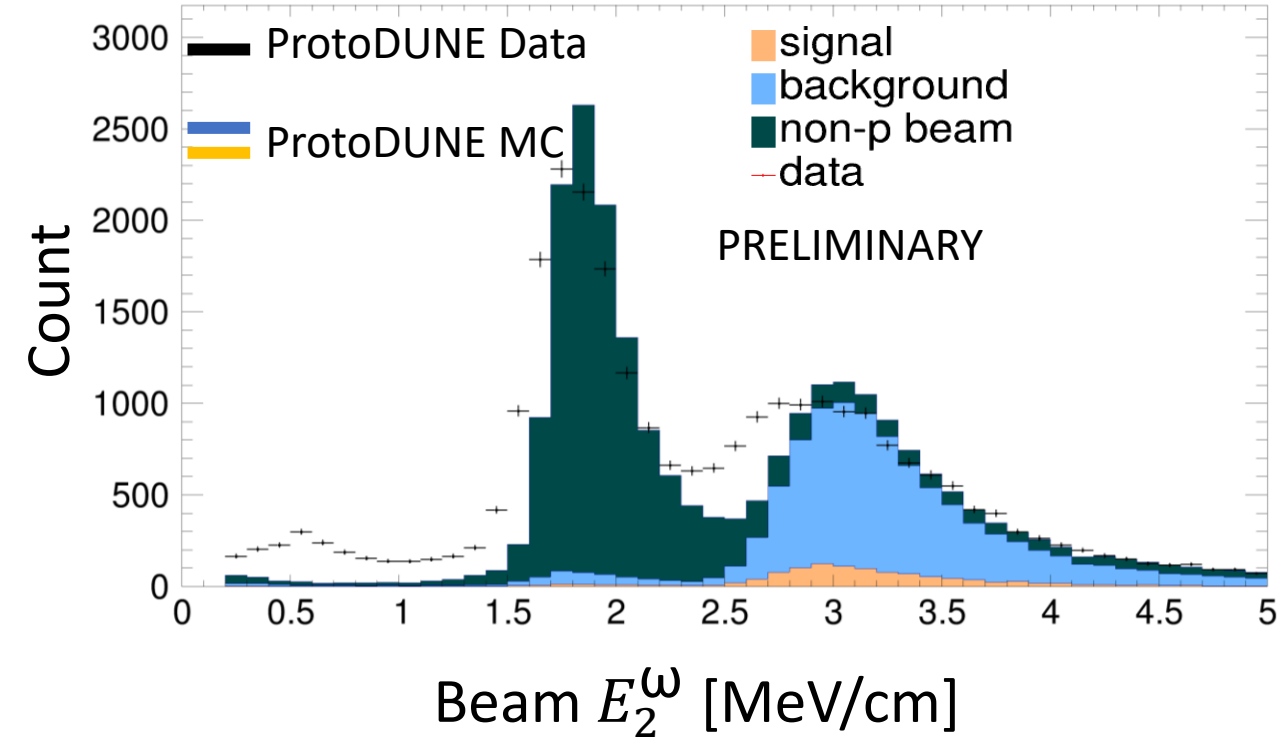 3000
2500
2000
1500
1000
500
0
Count
ProtoDUNE Data
ProtoDUNE MC
signal
background
non-p beam
data
PRELIMINARY
0 0.5 1 1.5 2 2.5 3 3.5 4 4.5 5
Beam E₂^ω [MeV/cm]